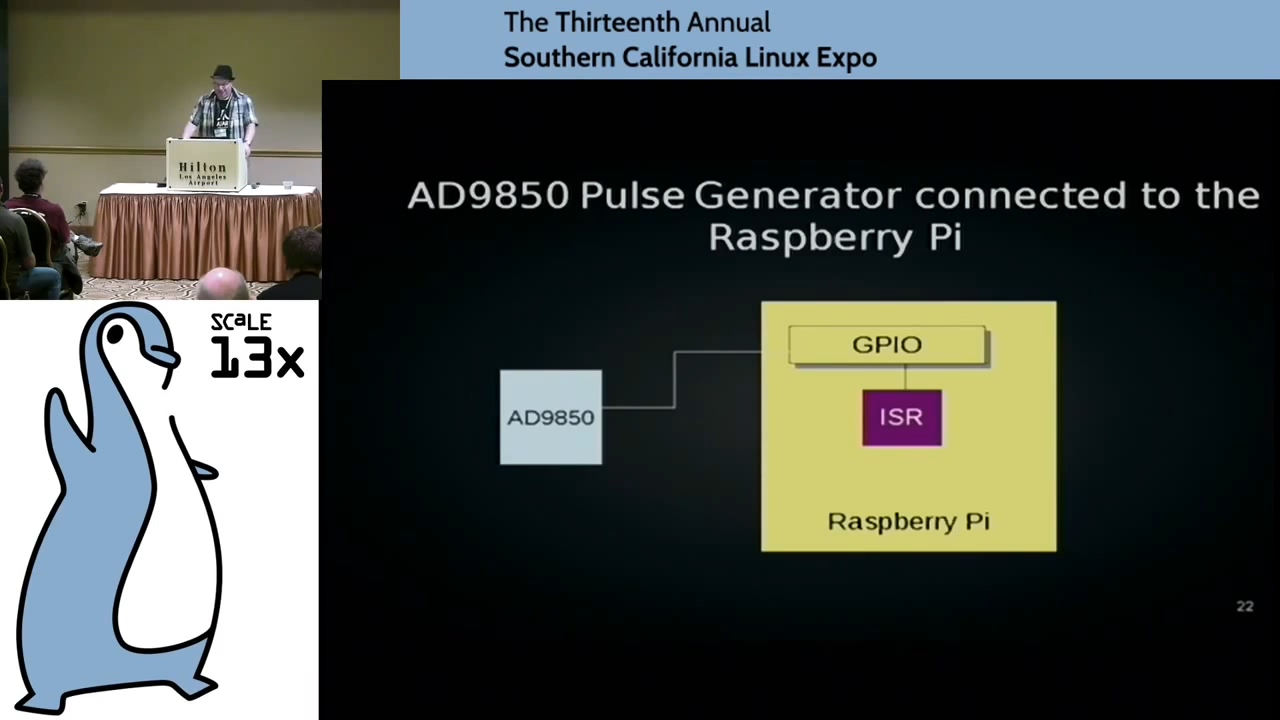 The Thirteenth Annual
Southern California Linux Expo
Hilton
Los Angeles
Airport
SCaLE
13x
AD9850 Pulse Generator connected to the
Raspberry Pi
GPIO
AD9850
ISR
Raspberry Pi
22